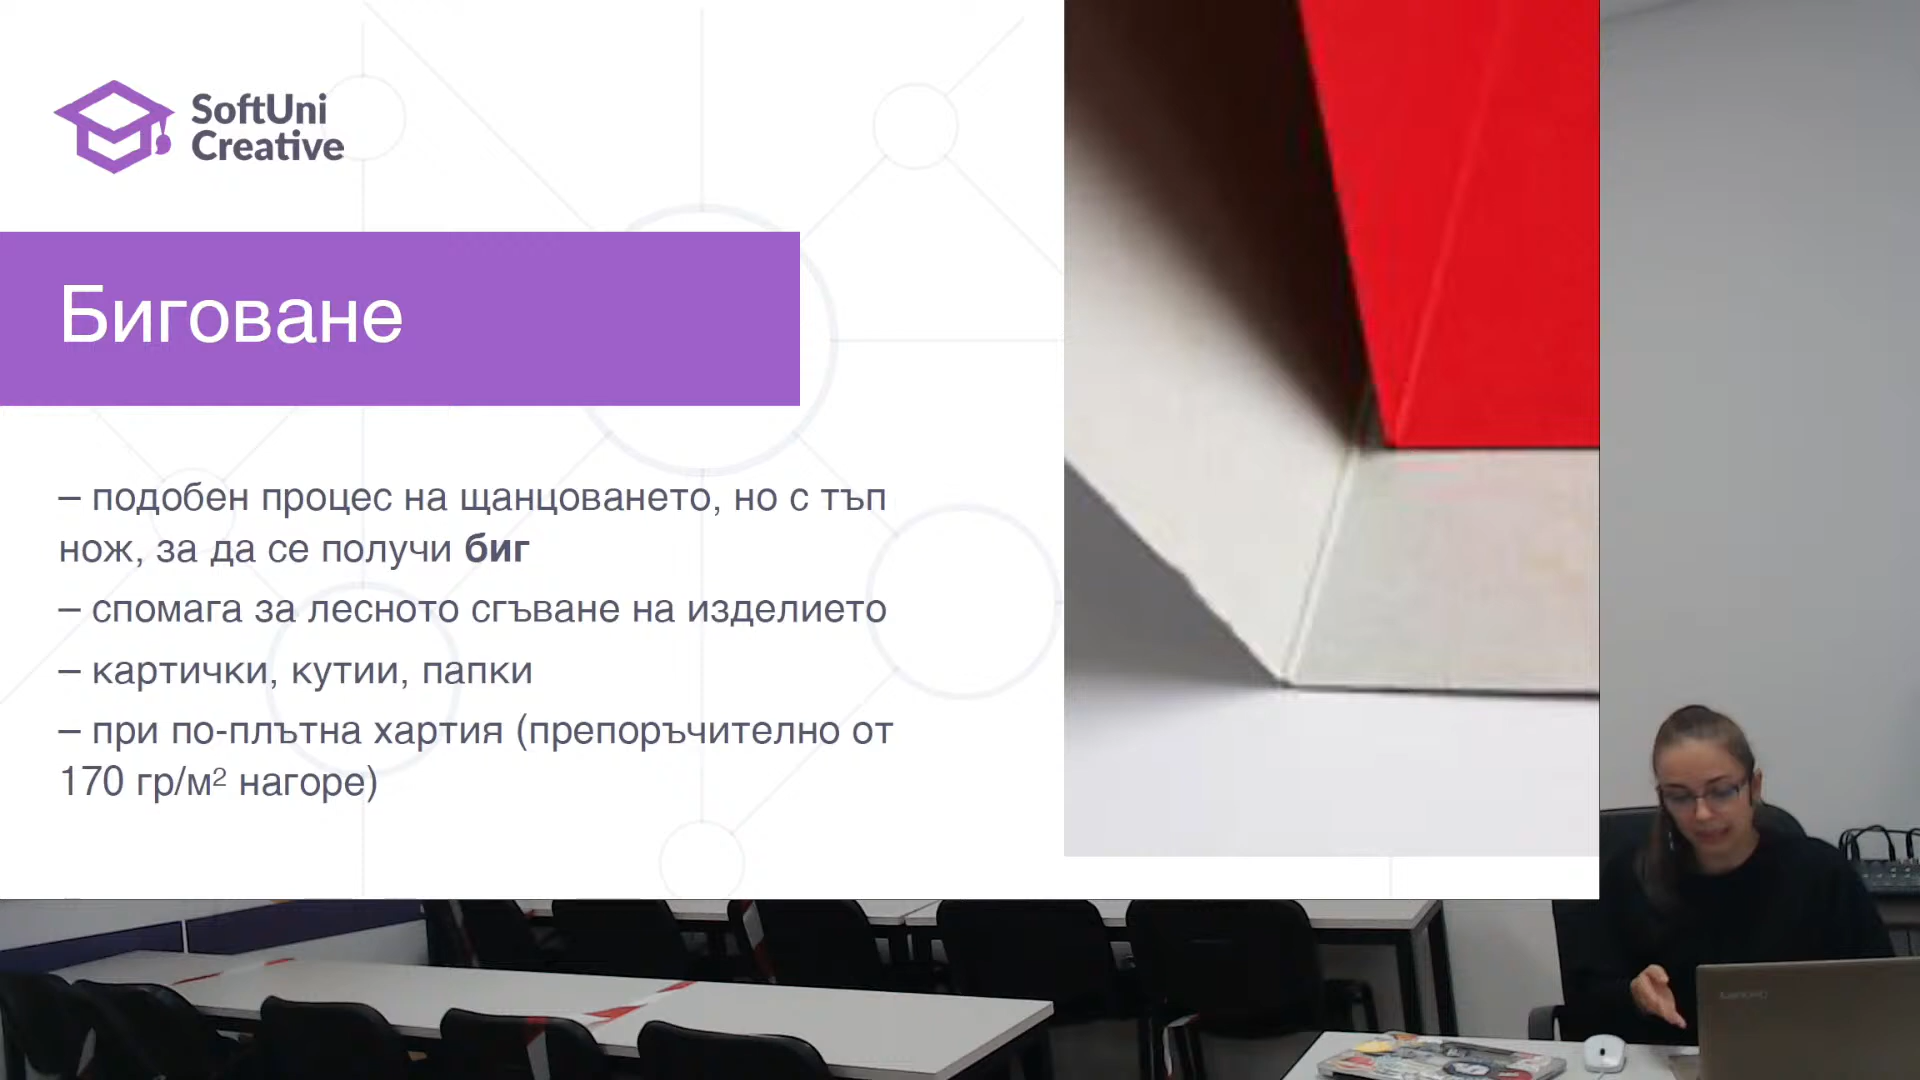 SoftUni
Creative
Биговане
– подобен процес на щанцоването, но с тъп
нож, за да се получи биг
– спомага за лесното сгъване на изделието
– картички, кутии, папки
– при по-плътна хартия (препоръчително от
170 гр/м² нагоре)
Lenovo